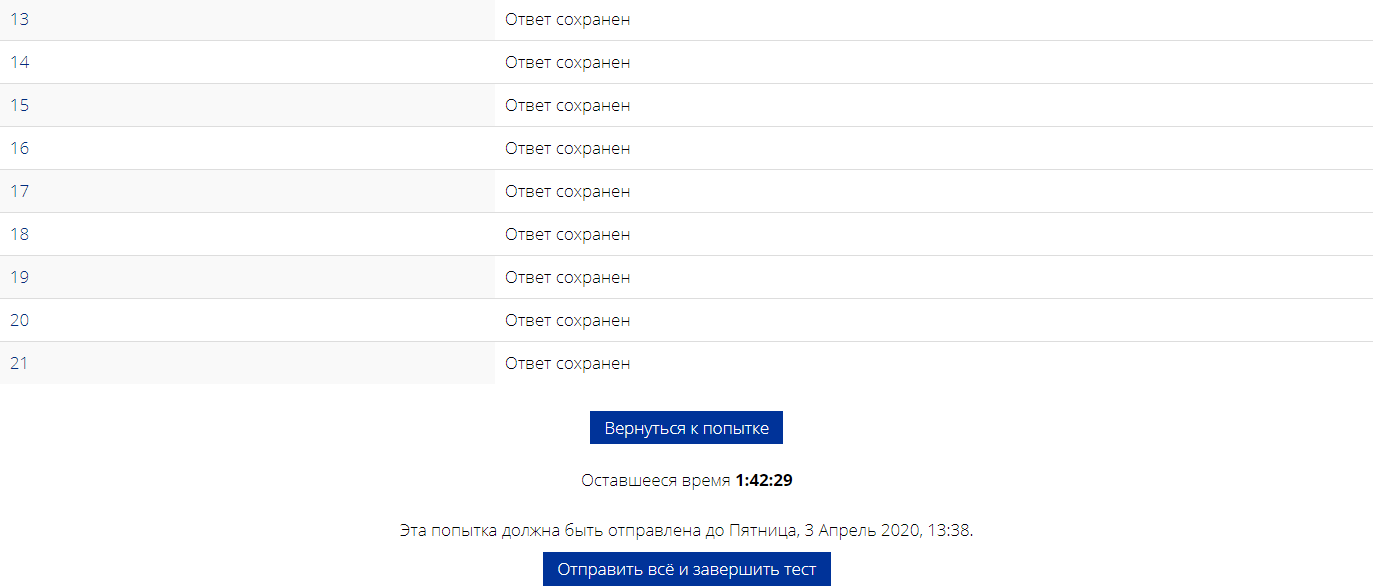 13 Ответ сохранен
14 Ответ сохранен
15 Ответ сохранен
16 Ответ сохранен
17 Ответ сохранен
18 Ответ сохранен
19 Ответ сохранен
20 Ответ сохранен
21 Ответ сохранен
Вернуться к попытке
Оставшееся время 1:42:29
Эта попытка должна быть отправлена до Пятница, 3 Апрель 2020, 13:38.
Отправить всё и завершить тест